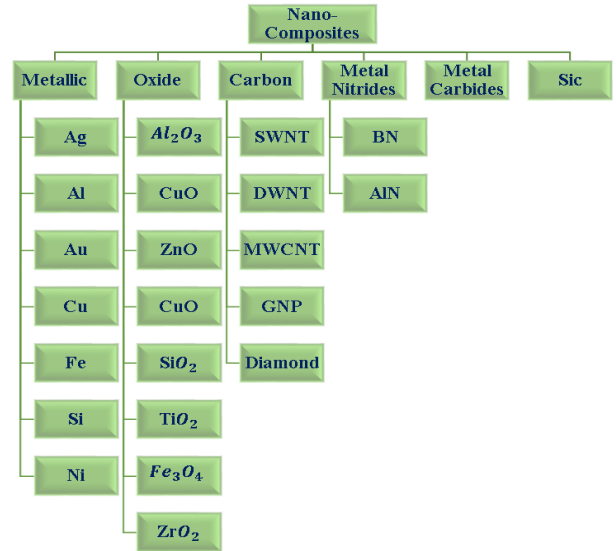 Nano-
Composites
Metallic
Oxide
Carbon
Metal
Nitrides
Metal
Carbides
Sic
Ag
Al
Au
Cu
Fe
Si
Ni
Al₂O₃
CuO
ZnO
CuO
SiO₂
TiO₂
Fe₃O₄
ZrO₂
SWNT
DWNT
MWCNT
GNP
Diamond
BN
AlN